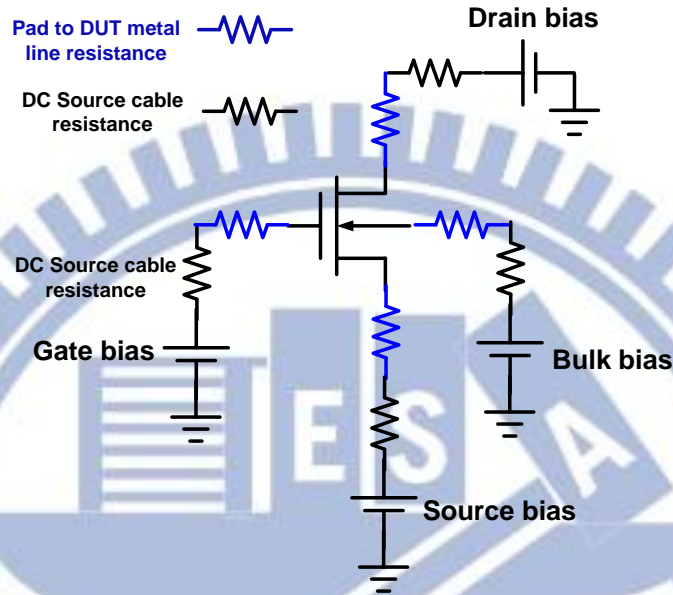 Pad to DUT metal
line resistance
Drain bias
DC Source cable
resistance
DC Source cable
resistance
Gate bias
Bulk bias
Source bias
E S A